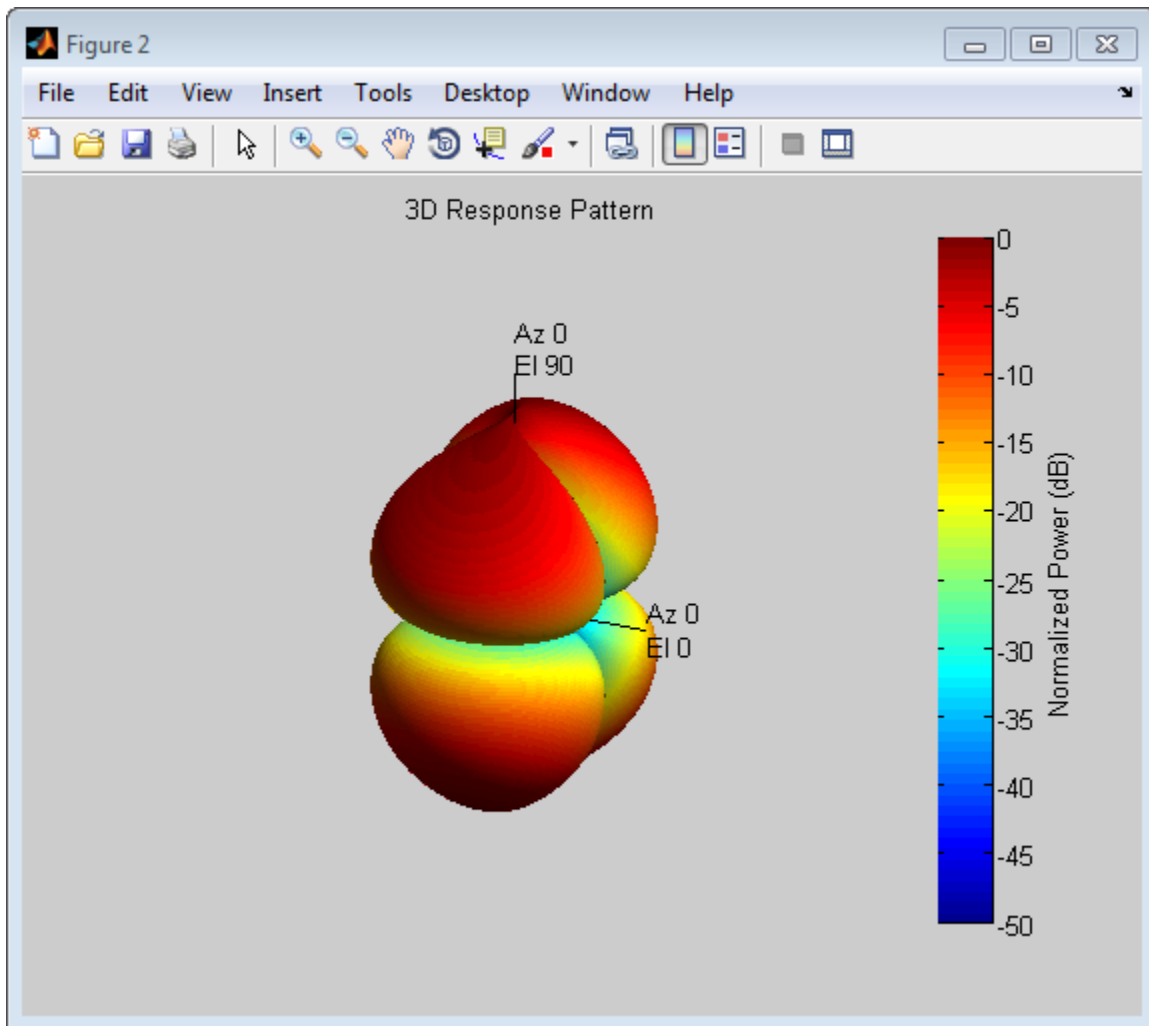 Figure 2
File Edit View Insert Tools Desktop Window Help
3D Response Pattern
Az 0
El 90
Az 0
El 0
0
-5
-10
-15
-20
-25
-30
-35
-40
-45
-50
Normalized Power (dB)